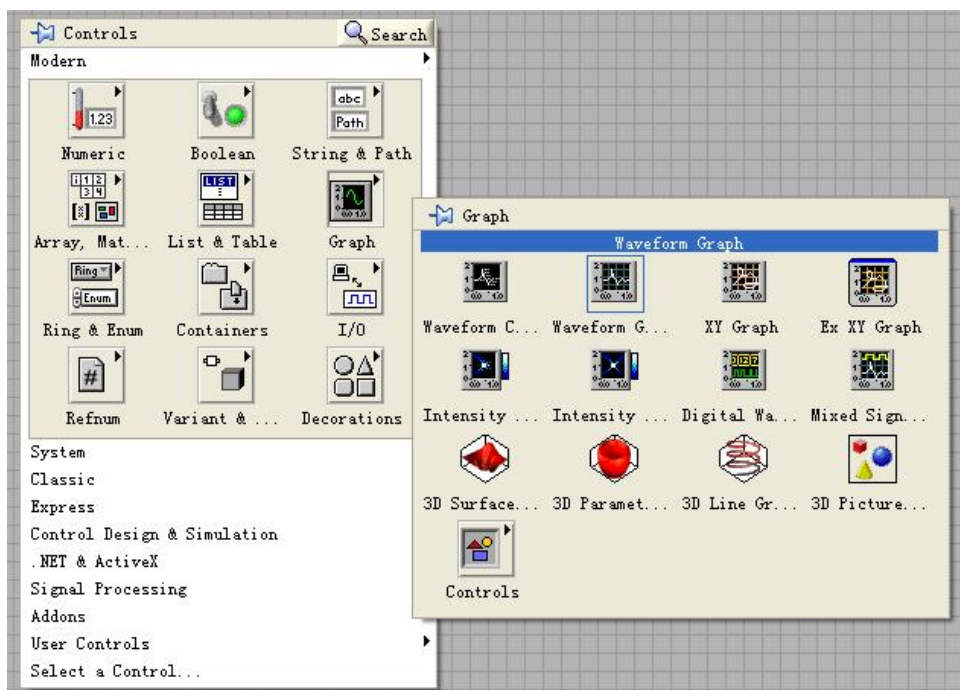 Controls
Search
Modern
Numeric
Boolean
String & Path
Array, Mat...
List & Table
Graph
Ring & Enum
Containers
I/O
Refnum
Variant & ...
Decorations
System
Classic
Express
Control Design & Simulation
.NET & ActiveX
Signal Processing
Addons
User Controls
Select a Control...
Graph
Waveform Graph
Waveform C...
Waveform G...
XY Graph
Ex XY Graph
Intensity ...
Intensity ...
Digital Wa...
Mixed Sign...
3D Surface...
3D Paramet...
3D Line Gr...
3D Picture...
Controls